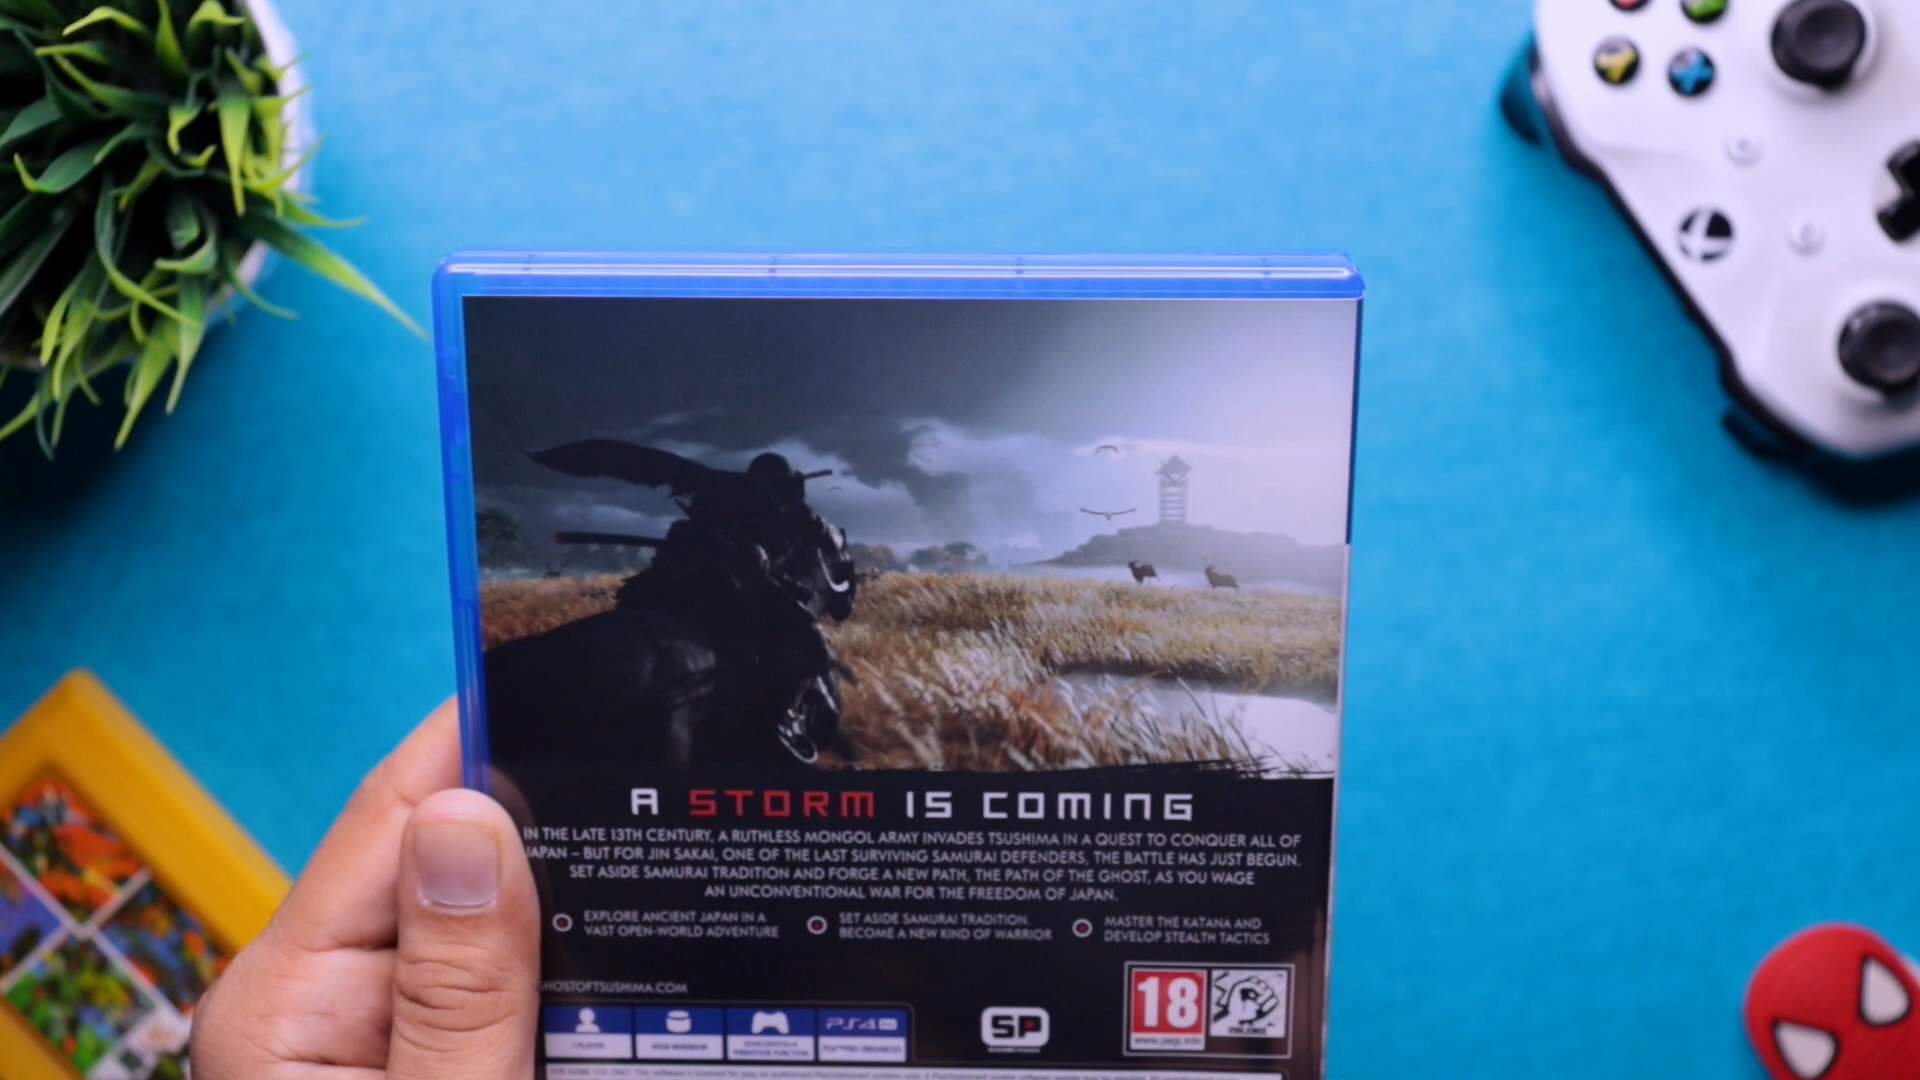 A STORM IS COMING
IN THE LATE 13TH CENTURY, A RUTHLESS MONGOL ARMY INVADES TSUSHIMA IN A QUEST TO CONQUER ALL OF
JAPAN – BUT FOR JIN SAKAI, ONE OF THE LAST SURVIVING SAMURAI DEFENDERS, THE BATTLE HAS JUST BEGUN.
SET ASIDE SAMURAI TRADITION AND FORGE A NEW PATH, THE PATH OF THE GHOST, AS YOU WAGE
AN UNCONVENTIONAL WAR FOR THE FREEDOM OF JAPAN.
EXPLORE ANCIENT JAPAN IN A
VAST OPEN-WORLD ADVENTURE
SET ASIDE SAMURAI TRADITION.
BECOME A NEW KIND OF WARRIOR
MASTER THE KATANA AND
DEVELOP STEALTH TACTICS
HOSTOFTSUSHIMA.COM
1 PLAYER
PS4 PRO
SP
18
www.pegi.info
VIOLENCE